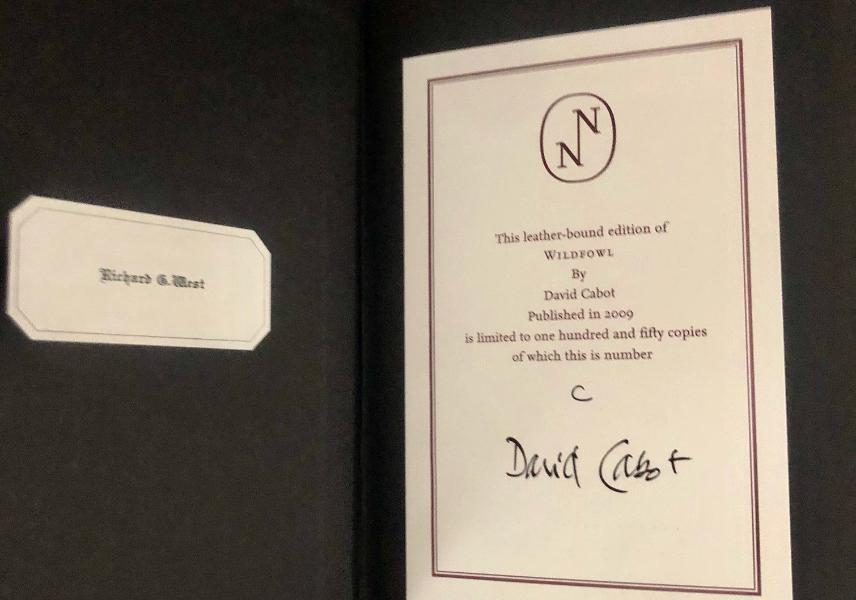 Richard G. West
NN
This leather-bound edition of
WILDFOWL
By
David Cabot
Published in 2009
is limited to one hundred and fifty copies
of which this is number
C
David Cabot